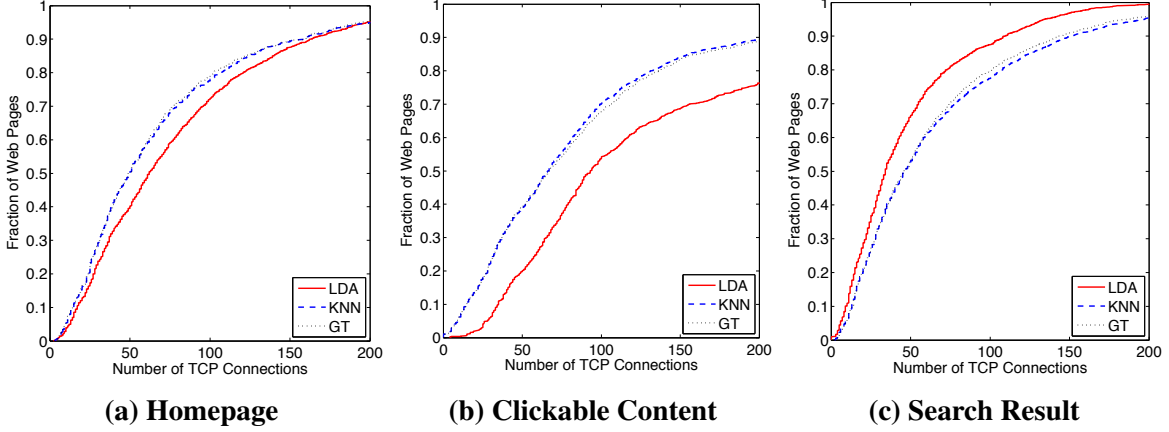 1
0.9
0.8
0.7
0.6
0.5
0.4
0.3
0.2
0.1
0
Fraction of Web Pages
0 50 100 150 200
Number of TCP Connections
LDA
KNN
GT
(a) Homepage
1
0.9
0.8
0.7
0.6
0.5
0.4
0.3
0.2
0.1
0
Fraction of Web Pages
0 50 100 150 200
Number of TCP Connections
LDA
KNN
GT
(b) Clickable Content
1
0.9
0.8
0.7
0.6
0.5
0.4
0.3
0.2
0.1
0
Fraction of Web Pages
0 50 100 150 200
Number of TCP Connections
LDA
KNN
GT
(c) Search Result